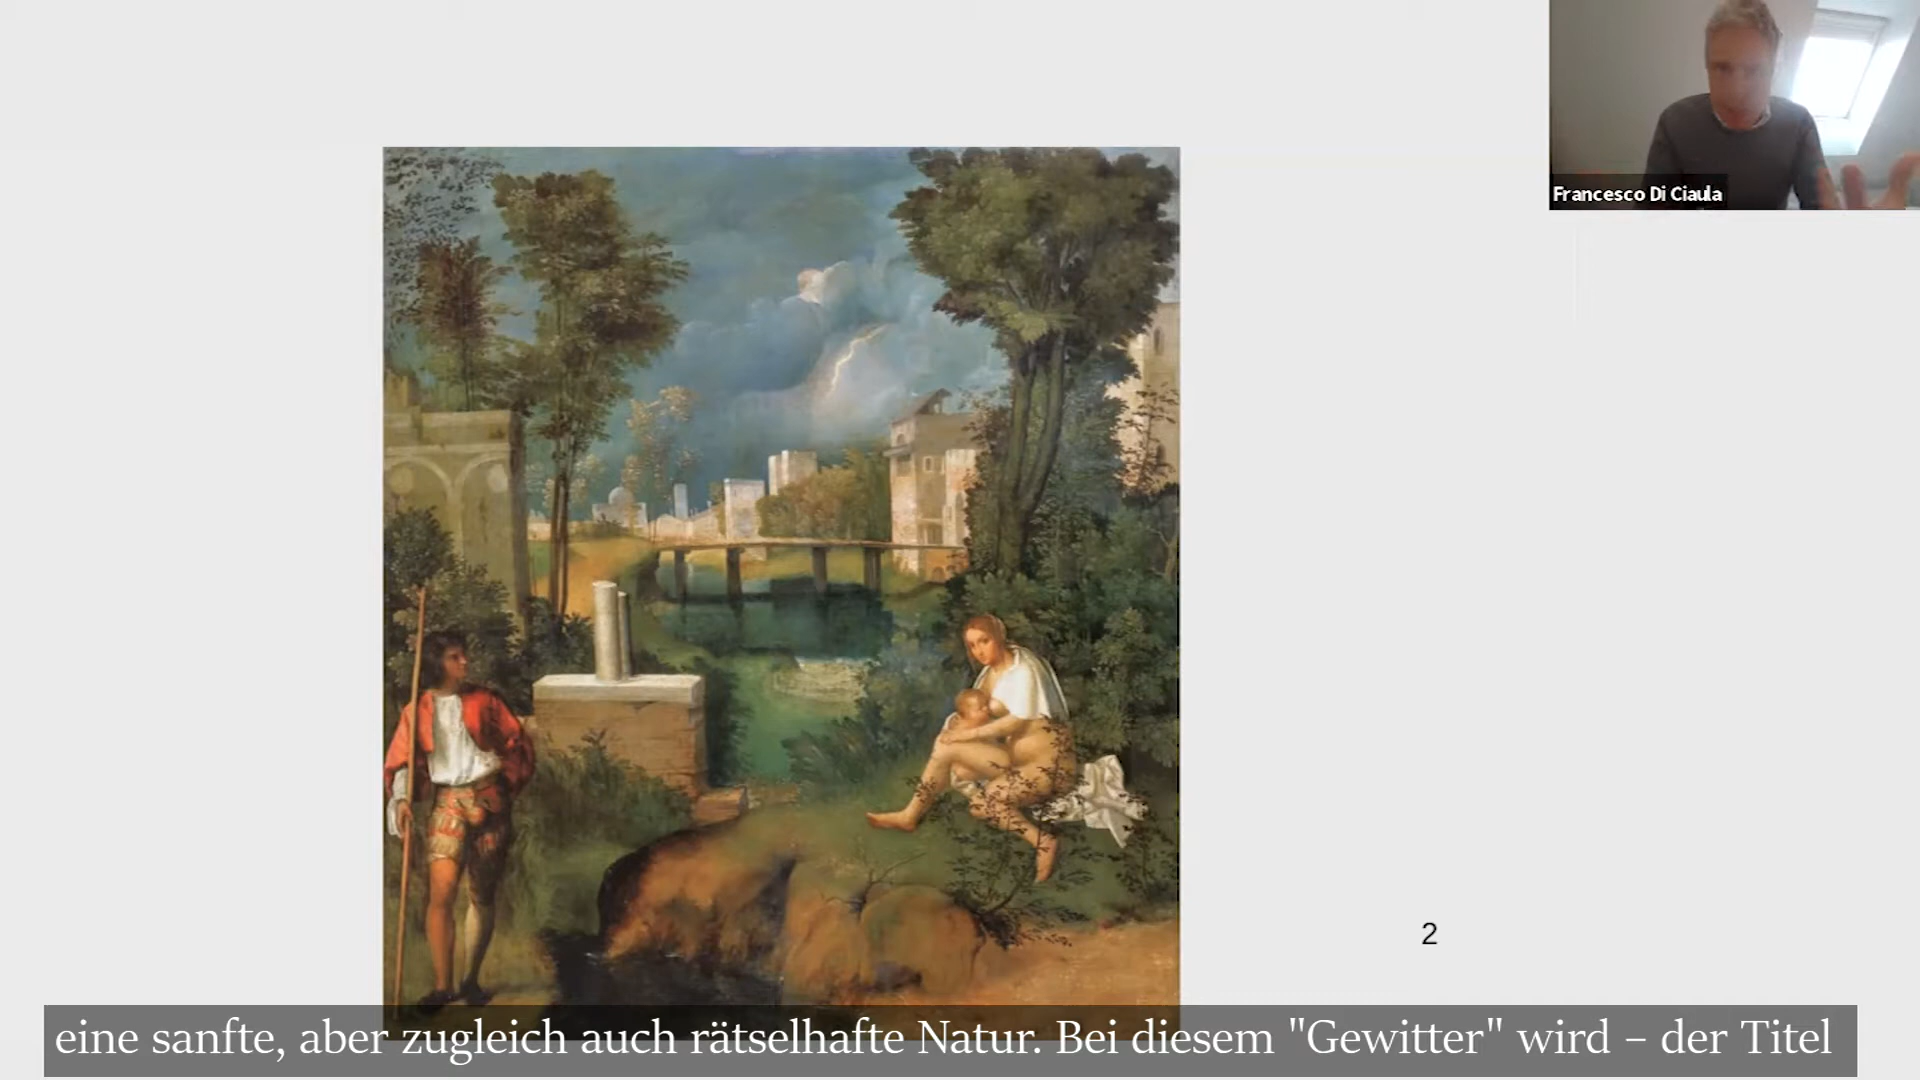 Francesco Di Ciaula
2
eine sanfte, aber zugleich auch rätselhafte Natur. Bei diesem "Gewitter" wird – der Titel